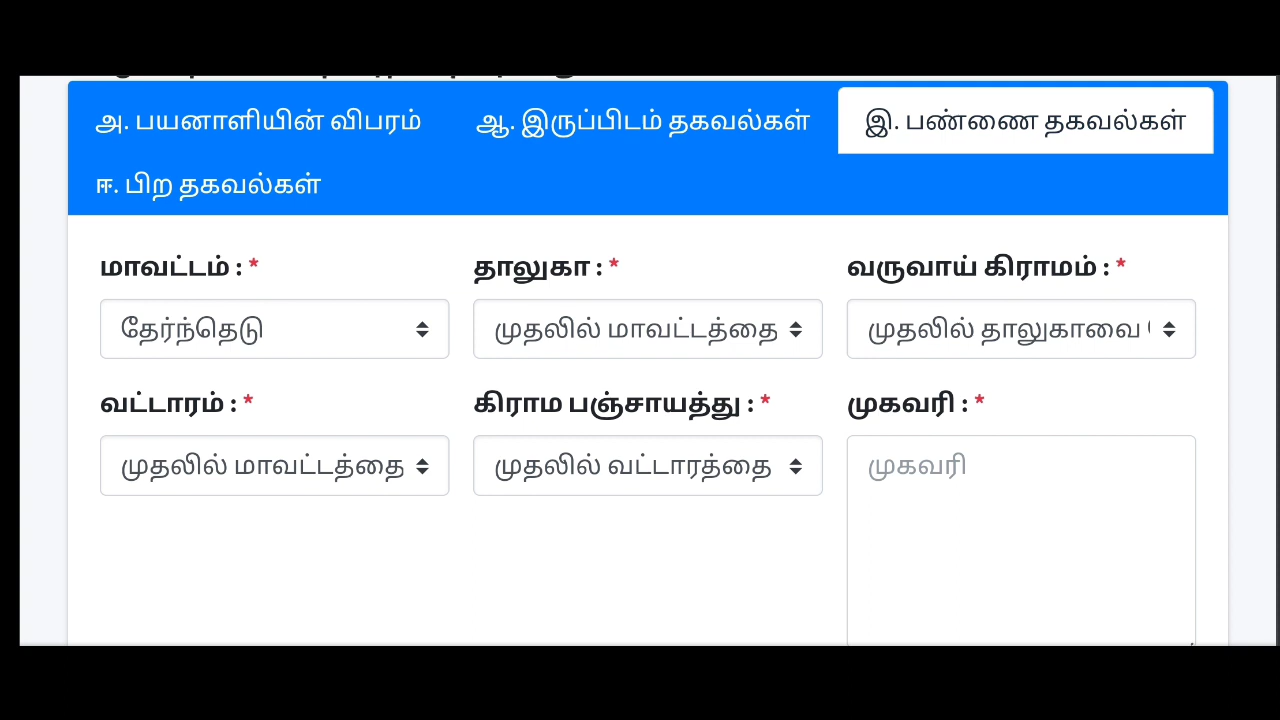 அ. பயனாளியின் விபரம் ஆ. இருப்பிடம் தகவல்கள் இ. பண்ணை தகவல்கள்
ஈ. பிற தகவல்கள்
மாவட்டம் : * தாலுகா : * வருவாய் கிராமம் : *
தேர்ந்தெடு முதலில் மாவட்டத்தை முதலில் தாலுகாவை
வட்டாரம் : * கிராம பஞ்சாயத்து : * முகவரி : *
முதலில் மாவட்டத்தை முதலில் வட்டாரத்தை முகவரி